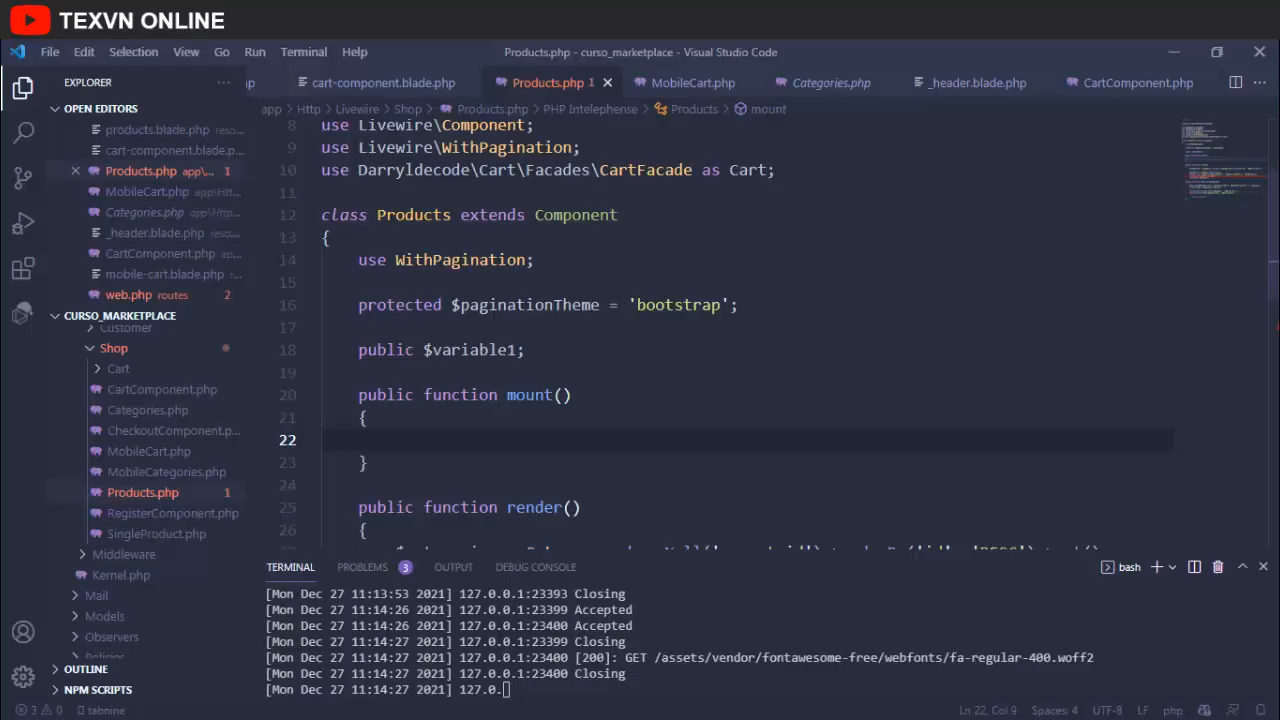 TEXVN ONLINE
File Edit Selection View Go Run Terminal Help
Products.php - curso_marketplace - Visual Studio Code
EXPLORER
OPEN EDITORS
products.blade.php reso...
cart-component.blade.p...
Products.php app\... 1
MobileCart.php app\Htt...
Categories.php app\Http...
_header.blade.php reso...
CartComponent.php ap...
mobile-cart.blade.php ...
web.php routes 2
CURSO_MARKETPLACE
Customer
Shop
Cart
CartComponent.php
Categories.php
CheckoutComponent.p...
MobileCart.php
MobileCategories.php
Products.php 1
RegisterComponent.php
SingleProduct.php
Middleware
Kernel.php
Mail
Models
Observers
Policies
OUTLINE
NPM SCRIPTS
cart-component.blade.php Products.php 1 MobileCart.php Categories.php _header.blade.php CartComponent.php
app > Http > Livewire > Shop > Products.php > PHP Intelephense > Products > mount
8 use Livewire\Component;
9 use Livewire\WithPagination;
10 use Darryldecode\Cart\Facades\CartFacade as Cart;
11
12 class Products extends Component
13 {
14 use WithPagination;
15
16 protected $paginationTheme = 'bootstrap';
17
18 public $variable1;
19
20 public function mount()
21 {
22
23 }
24
25 public function render()
26 {
TERMINAL PROBLEMS 3 OUTPUT DEBUG CONSOLE bash
[Mon Dec 27 11:13:53 2021] 127.0.0.1:23393 Closing
[Mon Dec 27 11:14:26 2021] 127.0.0.1:23399 Accepted
[Mon Dec 27 11:14:26 2021] 127.0.0.1:23400 Accepted
[Mon Dec 27 11:14:27 2021] 127.0.0.1:23399 Closing
[Mon Dec 27 11:14:27 2021] 127.0.0.1:23400 [200]: GET /assets/vendor/fontawesome-free/webfonts/fa-regular-400.woff2
[Mon Dec 27 11:14:27 2021] 127.0.0.1:23400 Closing
[Mon Dec 27 11:14:27 2021] 127.0.
3 0 tabnine Ln 22, Col 9 Spaces: 4 UTF-8 LF php